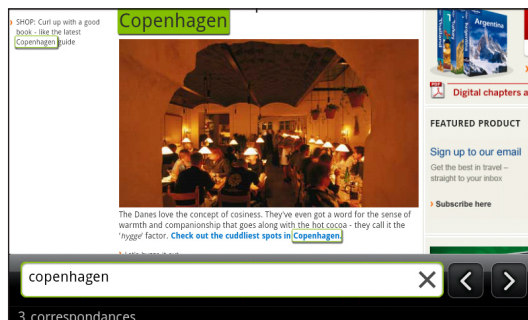 SHOP: Curl up with a good
book - like the latest
Copenhagen guide
Copenhagen
The Danes love the concept of cosiness. They've even got a word for the sense of
warmth and companionship that goes along with the hot cocoa - they call it the
'hygge' factor. Check out the cuddliest spots in Copenhagen.
Argentina
PDF
Digital chapters a
FEATURED PRODUCT
Sign up to our email
Get the best in travel –
straight to your inbox
Subscribe here
copenhagen
3 correspondances